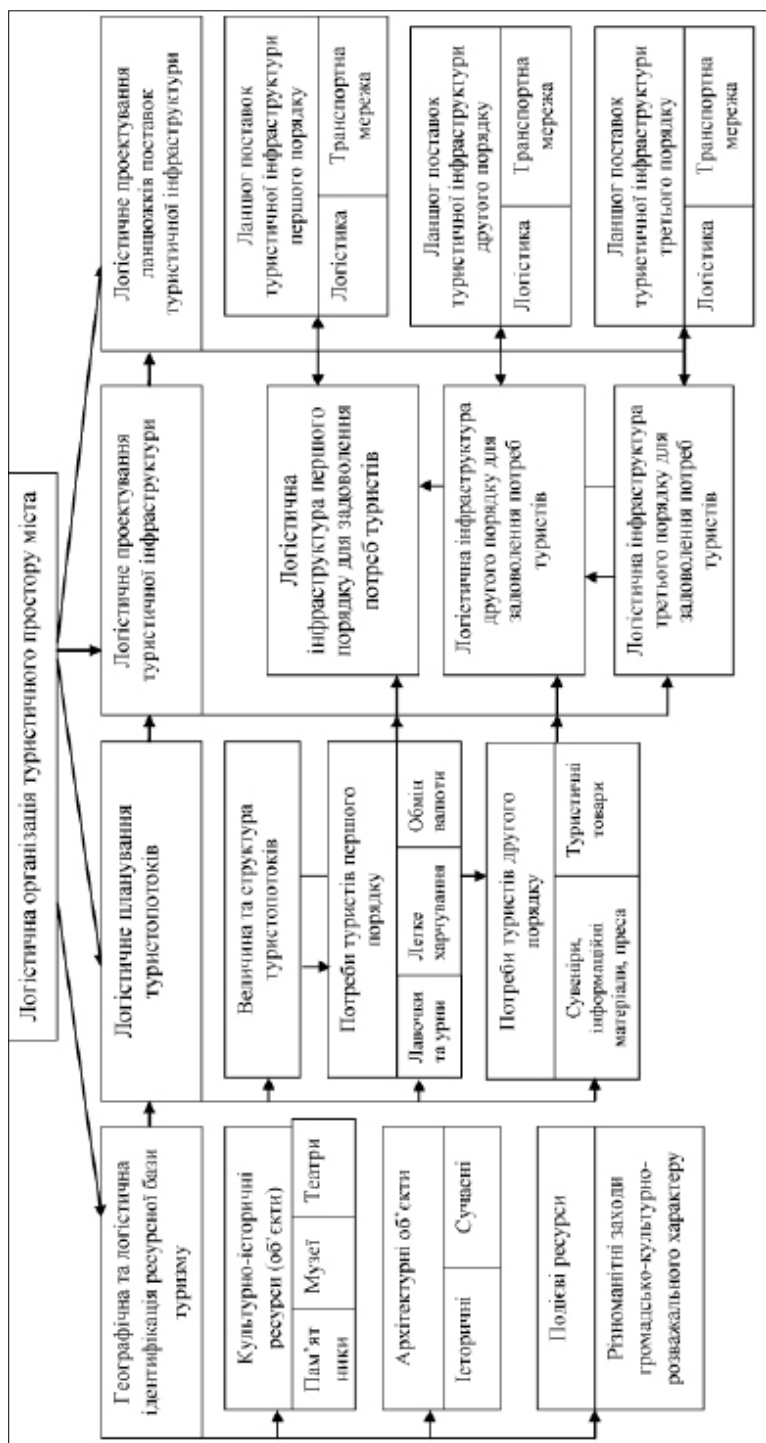 Логістична організація туристичного простору міста
Географічна та логістична
ідентифікація ресурсної бази
туризму
Логістичне планування
туристопотоків
Логістичне проектування
туристичної інфраструктури
Логістичне проектування
ланцюжків поставок
туристичної інфраструктури
Культурно-історичні
ресурси (об'єкти)
Пам'ят
ники
Музеї
Театри
Архітектурні об'єкти
Історичні
Сучасні
Подієві ресурси
Різноманітні заходи
громадсько-культурно-
розважального характеру
Величина та структура
туристопотоків
Потреби туристів першого
порядку
Лавочки
та урни
Легке
харчування
Обмін
валюти
Потреби туристів другого
порядку
Сувеніри,
інформаційні
матеріали, преса
Туристичні
товари
Логістична
інфраструктура першого
порядку для задоволення
потреб туристів
Логістична інфраструктура
другого порядку для
задоволення потреб
туристів
Логістична інфраструктура
третього порядку для
задоволення потреб
туристів
Ланцюг поставок
туристичної інфраструктури
першого порядку
Логістика
Транспортна
мережа
Ланцюг поставок
туристичної інфраструктури
другого порядку
Логістика
Транспортна
мережа
Ланцюг поставок
туристичної інфраструктури
третього порядку
Логістика
Транспортна
мережа